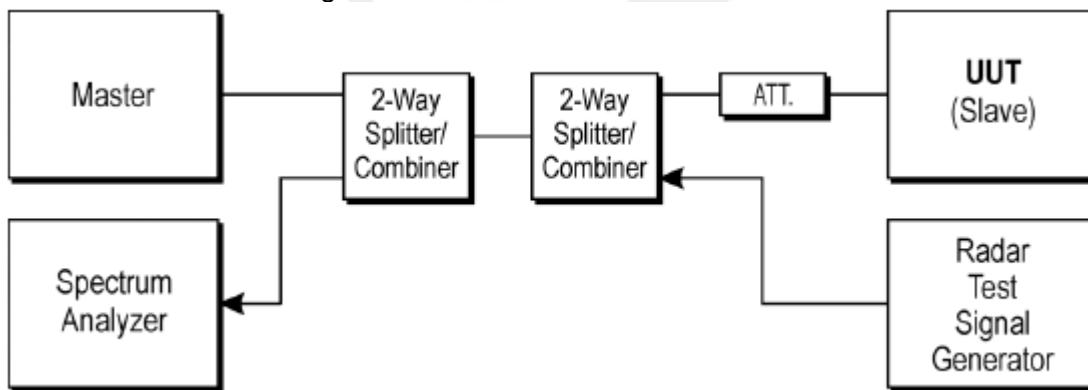 Master
2-Way
Splitter/
Combiner
2-Way
Splitter/
Combiner
ATT.
UUT
(Slave)
Spectrum
Analyzer
Radar
Test
Signal
Generator